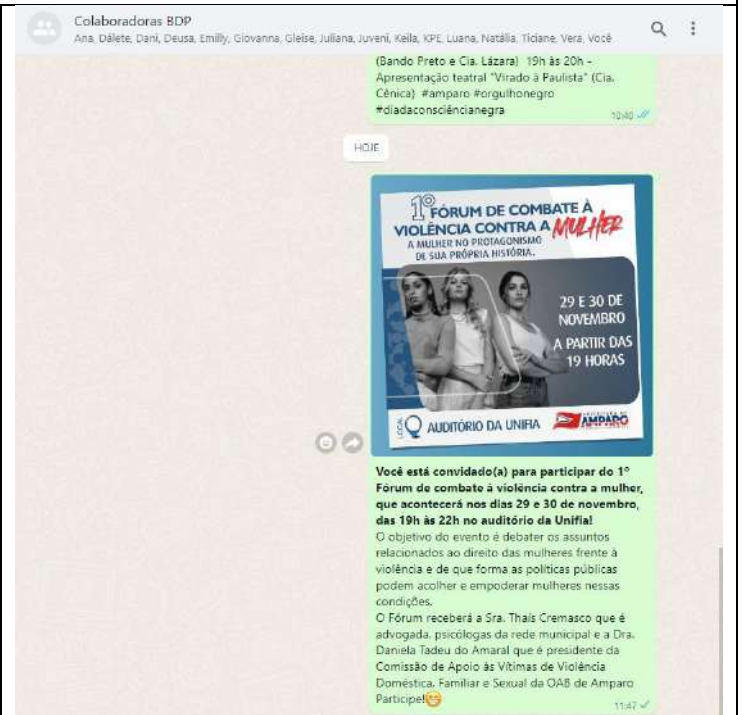 Colaboradoras BDP
Ana, Dálete, Dani, Deusa, Emilly, Giovanna, Gleise, Juliana, Juveni, Keila, KPE, Luana, Natália, Ticiane, Vera, Você
(Bando Preto e Cia. Lázara) 19h às 20h -
Apresentação teatral "Virado à Paulista" (Cia.
Cênica) #amparo #orgulhonegro
#diadaconsciêncianegra
10:40
HOJE
1º FÓRUM DE COMBATE À
VIOLÊNCIA CONTRA A MULHER
A MULHER NO PROTAGONISMO
DE SUA PRÓPRIA HISTÓRIA.
29 E 30 DE
NOVEMBRO
A PARTIR DAS
19 HORAS
LOCAL
AUDITÓRIO DA UNIFIA
PREFEITURA DE
AMPARO
Você está convidado(a) para participar do 1º
Fórum de combate à violência contra a mulher,
que acontecerá nos dias 29 e 30 de novembro,
das 19h às 22h no auditório da Unifia!
O objetivo do evento é debater os assuntos
relacionados ao direito das mulheres frente à
violência e de que forma as políticas públicas
podem acolher e empoderar mulheres nessas
condições.
O Fórum receberá a Sra. Thaís Cremasco que é
advogada, psicólogas da rede municipal e a Dra.
Daniela Tadeu do Amaral que é presidente da
Comissão de Apoio às Vítimas de Violência
Doméstica, Familiar e Sexual da OAB de Amparo
Participe!😁
11:47